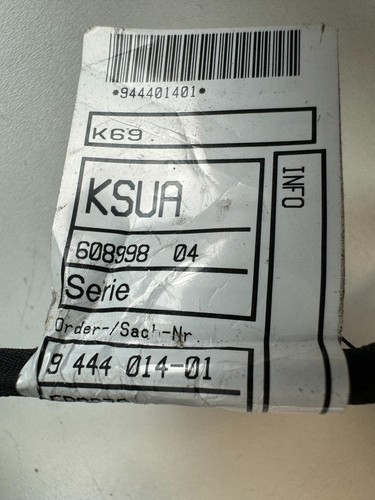 *944401401*
K69
INFO
KSUA
608998 04
Serie
Order-/Sach-Nr.
9 444 014-01